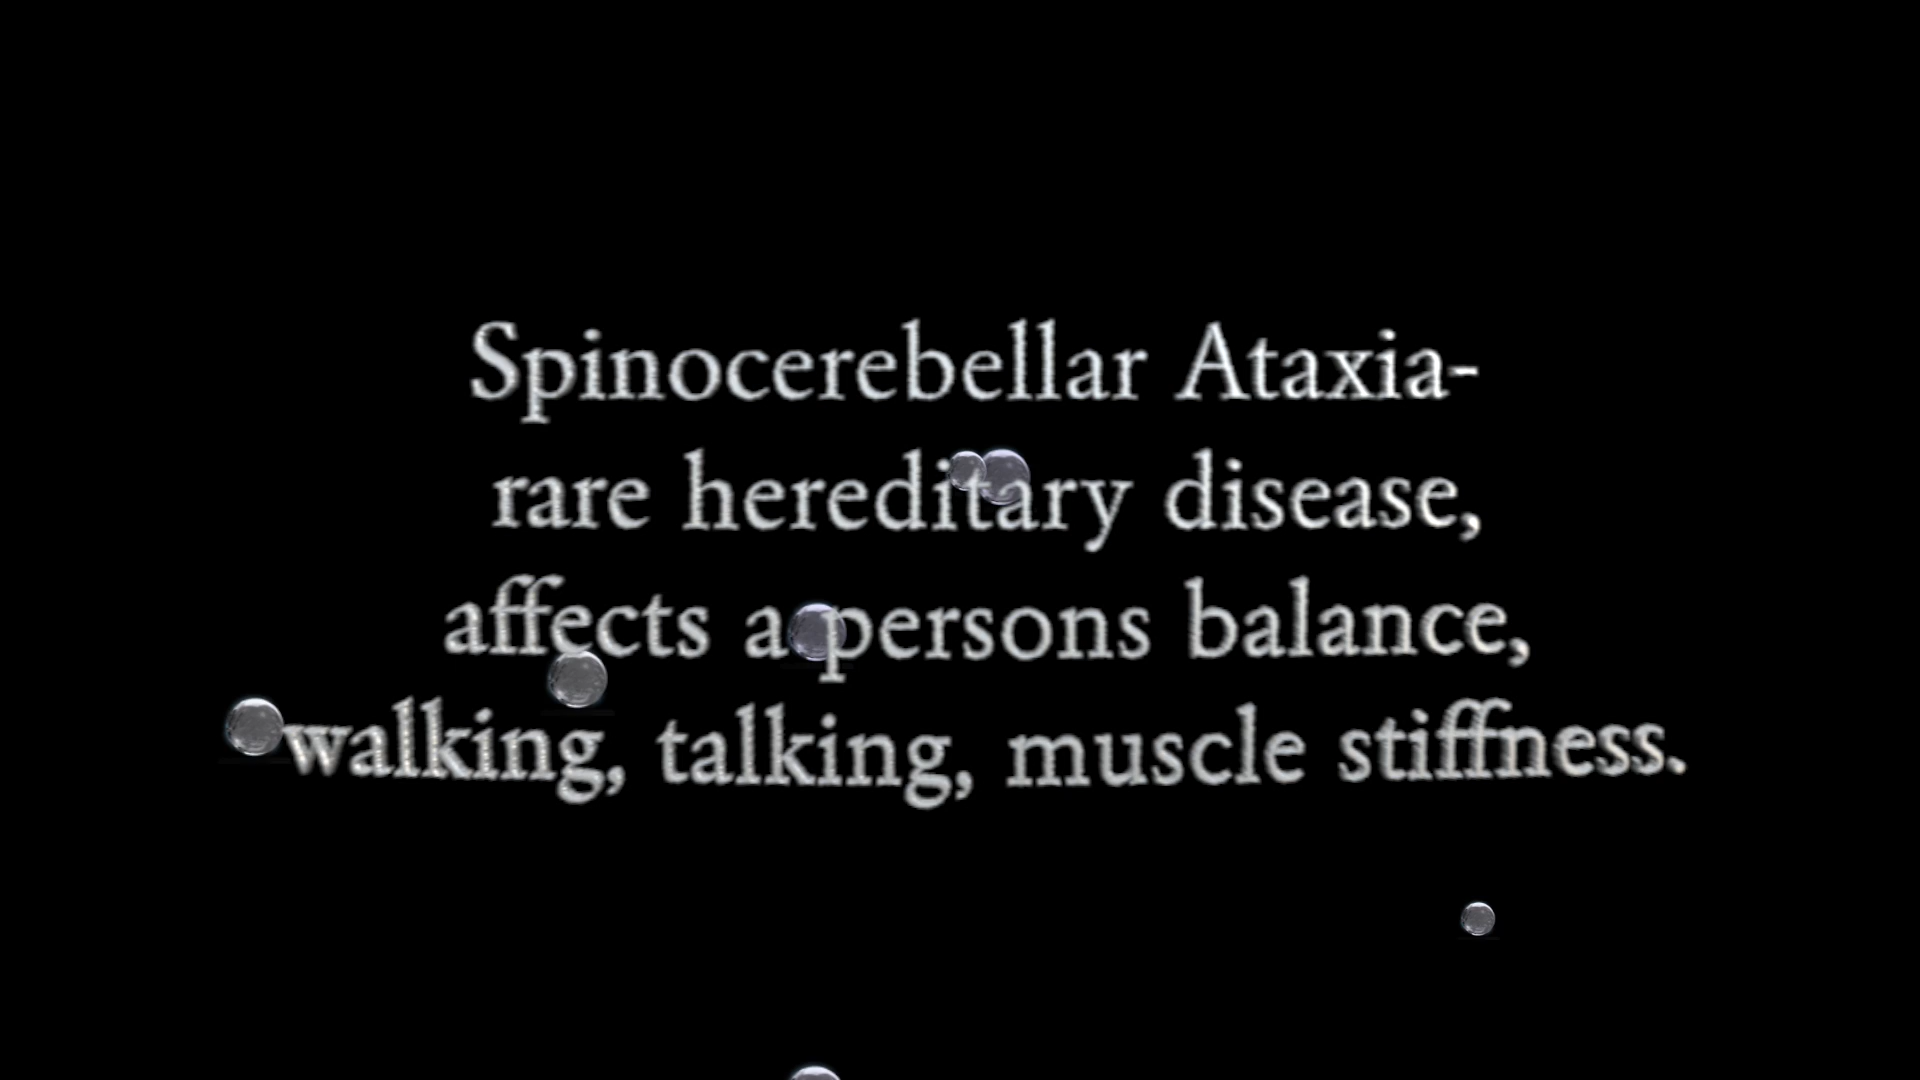 Spinocerebellar Ataxia-
rare hereditary disease,
affects a persons balance,
walking, talking, muscle stiffness.